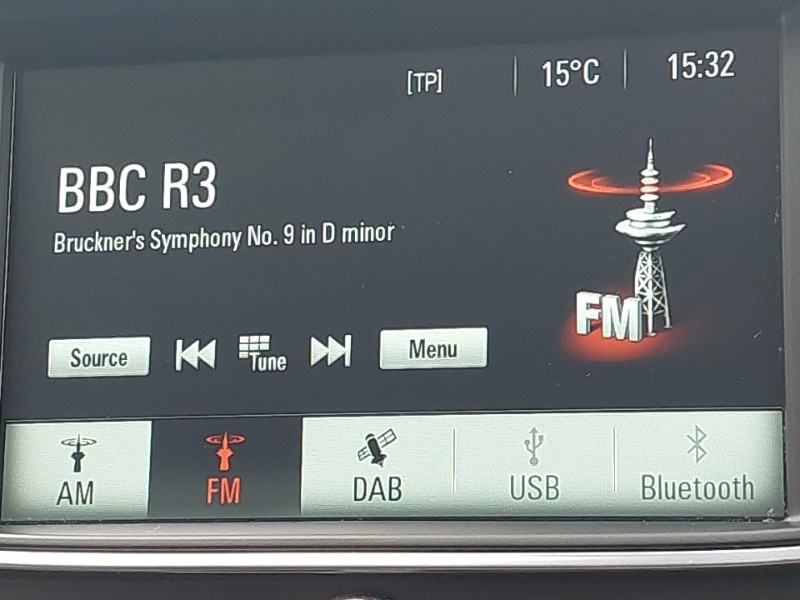 [TP] 15°C 15:32
BBC R3
Bruckner's Symphony No. 9 in D minor
FM
Source Tune Menu
AM FM DAB USB Bluetooth